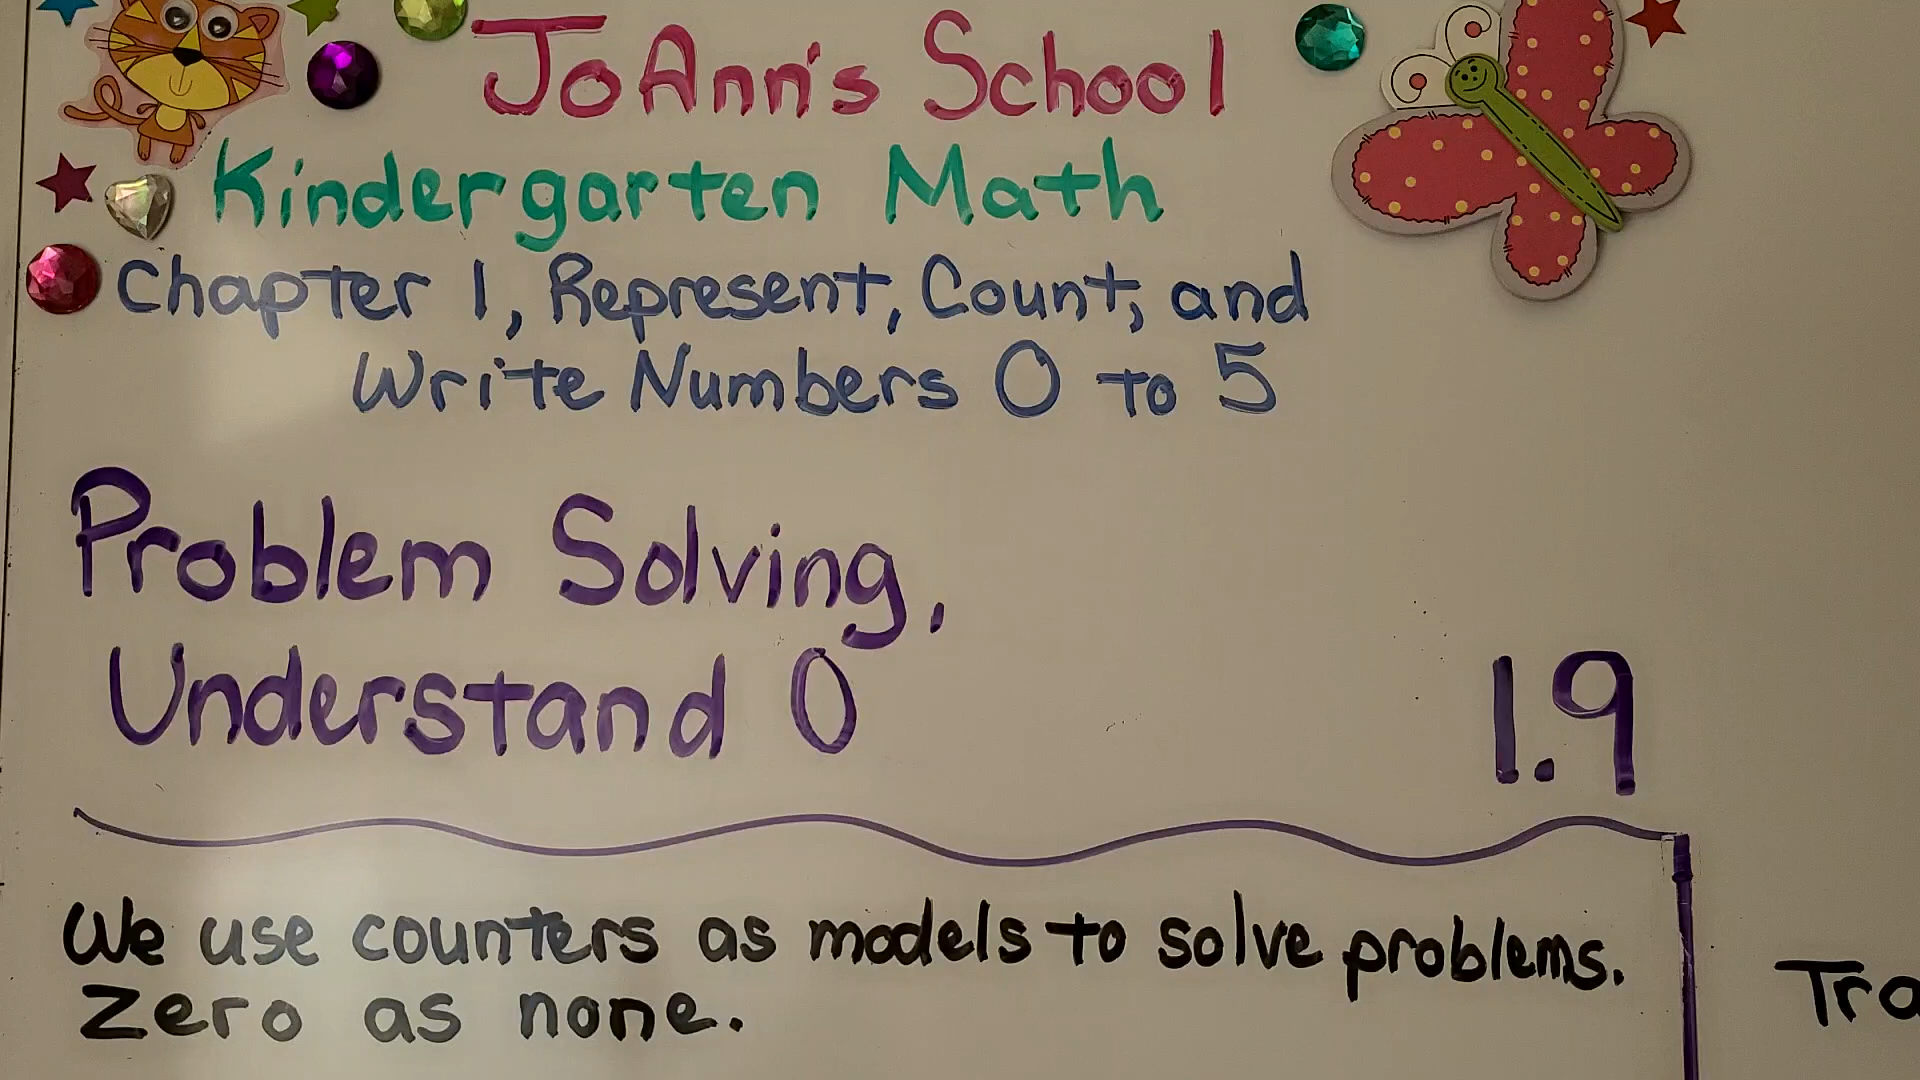 JoAnn's School
Kindergarten Math
Chapter 1, Represent, Count, and
Write Numbers 0 to 5
Problem Solving,
Understand 0
1.9
We use counters as models to solve problems.
Zero as none.